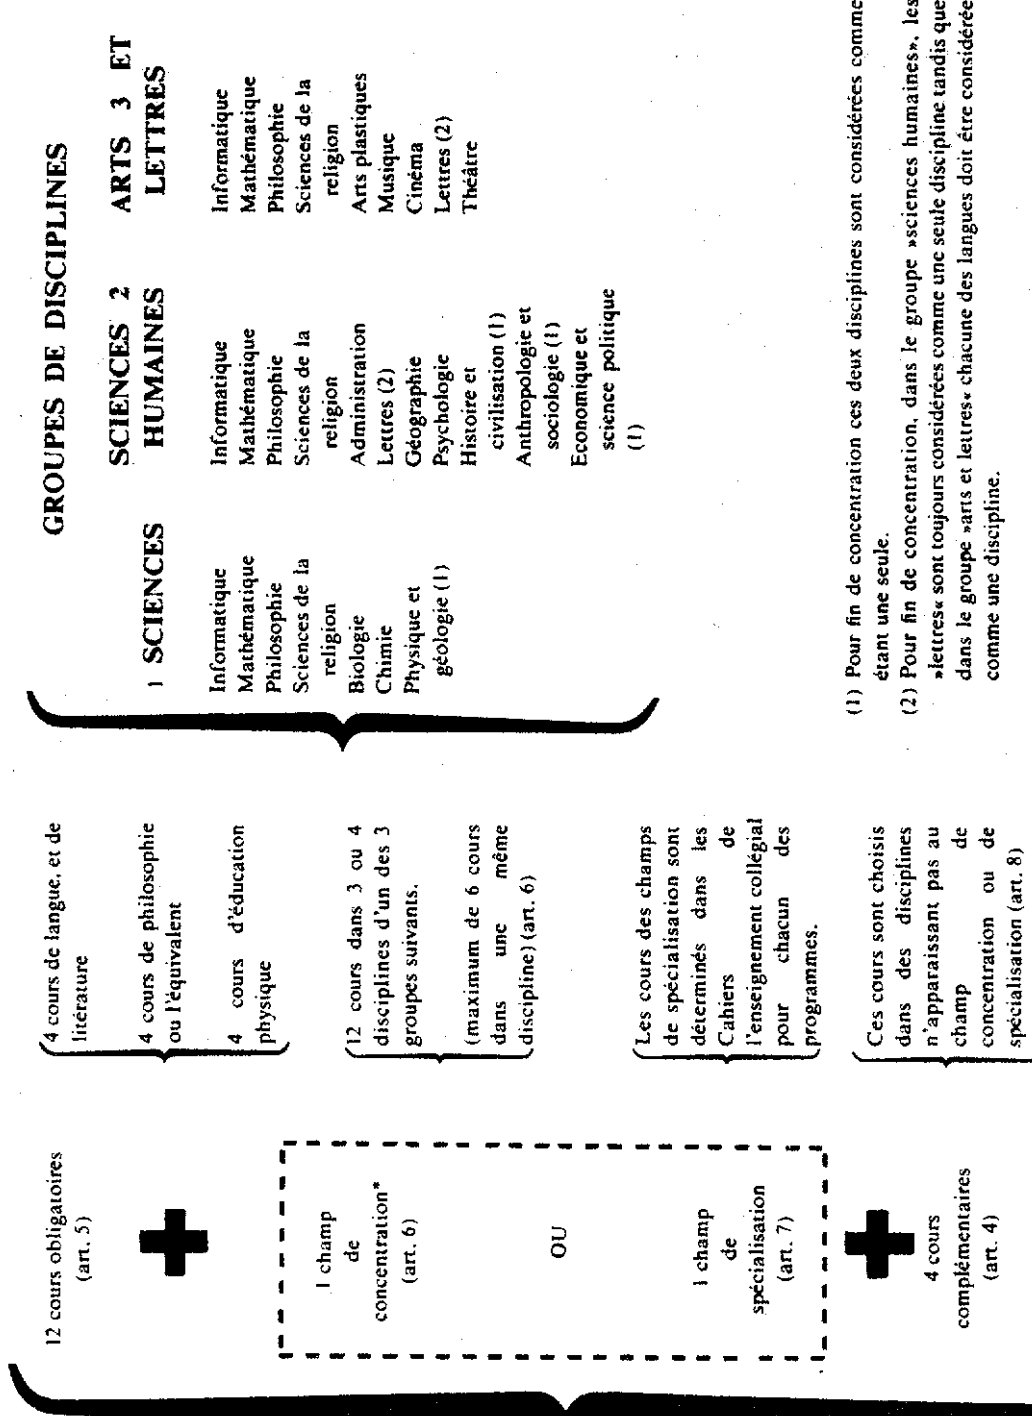 12 cours obligatoires
(art. 5)
1 champ
de
concentration*
(art. 6)
OU
1 champ
de
spécialisation
(art. 7)
4 cours
complémentaires
(art. 4)
4 cours de langue, et de
litérature
4 cours de philosophie
ou l'équivalent
4 cours d'éducation
physique
12 cours dans 3 ou 4
disciplines d'un des 3
groupes suivants.
(maximum de 6 cours
dans une même
discipline) (art. 6)
Les cours des champs
de spécialisation sont
déterminés dans les
Cahiers de
l'enseignement collégial
pour chacun des
programmes.
Ces cours sont choisis
dans des disciplines
n'apparaissant pas au
champ de
concentration ou de
spécialisation (art. 8)
GROUPES DE DISCIPLINES
1 SCIENCES
Informatique
Mathématique
Philosophie
Sciences de la
religion
Biologie
Chimie
Physique et
géologie (1)
SCIENCES 2
HUMAINES
Informatique
Mathématique
Philosophie
Sciences de la
religion
Administration
Lettres (2)
Géographie
Psychologie
Histoire et
civilisation (1)
Anthropologie et
sociologie (1)
Economique et
science politique
(1)
ARTS 3 ET
LETTRES
Informatique
Mathématique
Philosophie
Sciences de la
religion
Arts plastiques
Musique
Cinéma
Lettres (2)
Théâtre
(1) Pour fin de concentration ces deux disciplines sont considérées comme
étant une seule.
(2) Pour fin de concentration, dans le groupe »sciences humaines», les
»lettres« sont toujours considérées comme une seule discipline tandis que
dans le groupe »arts et lettres« chacune des langues doit être considérée
comme une discipline.